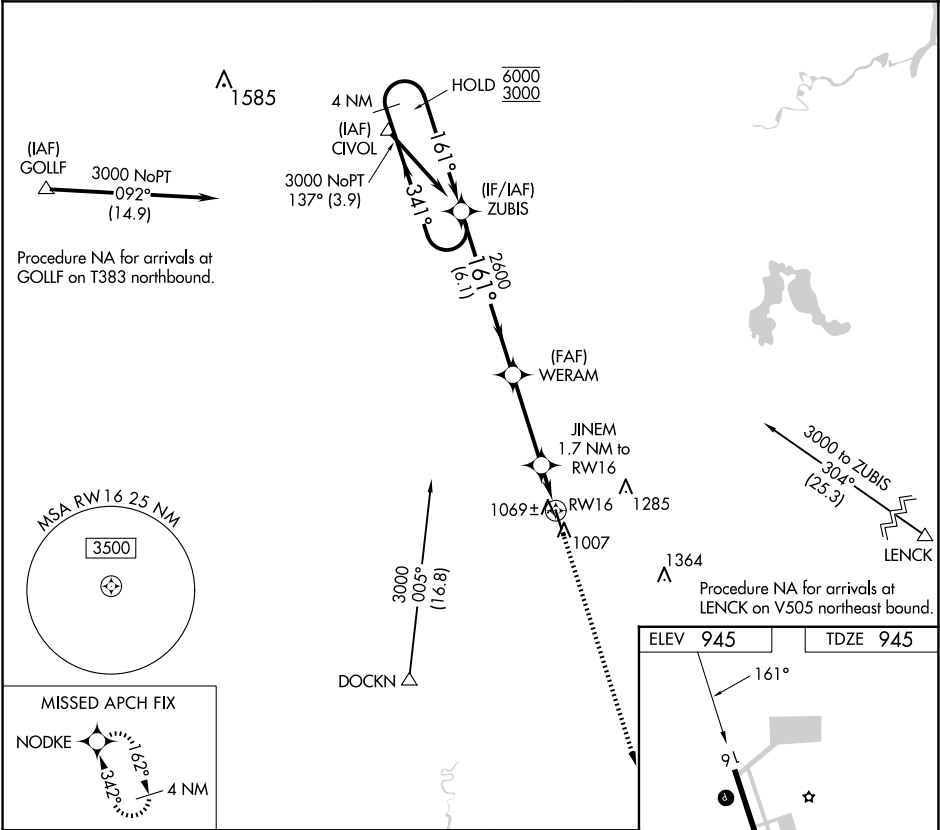 1585
4 NM
HOLD 6000
3000
(IAF)
CIVOL
161°
(IAF)
GOLLF
3000 NoPT
092°
(14.9)
3000 NoPT
137° (3.9)
341°
(IF/IAF)
ZUBIS
Procedure NA for arrivals at
GOLLF on T383 northbound.
2600
161°
(6.1)
(FAF)
WERAM
JINEM
1.7 NM to
RW16
3000 to ZUBIS
304°
(25.3)
LENCK
1069±
RW16
1285
1007
1364
MSA RW16 25 NM
3500
3000
005°
(16.8)
DOCKN
Procedure NA for arrivals at
LENCK on V505 northeast bound.
MISSED APCH FIX
NODKE
162°
342°
4 NM
ELEV 945
TDZE 945
161°
16
P